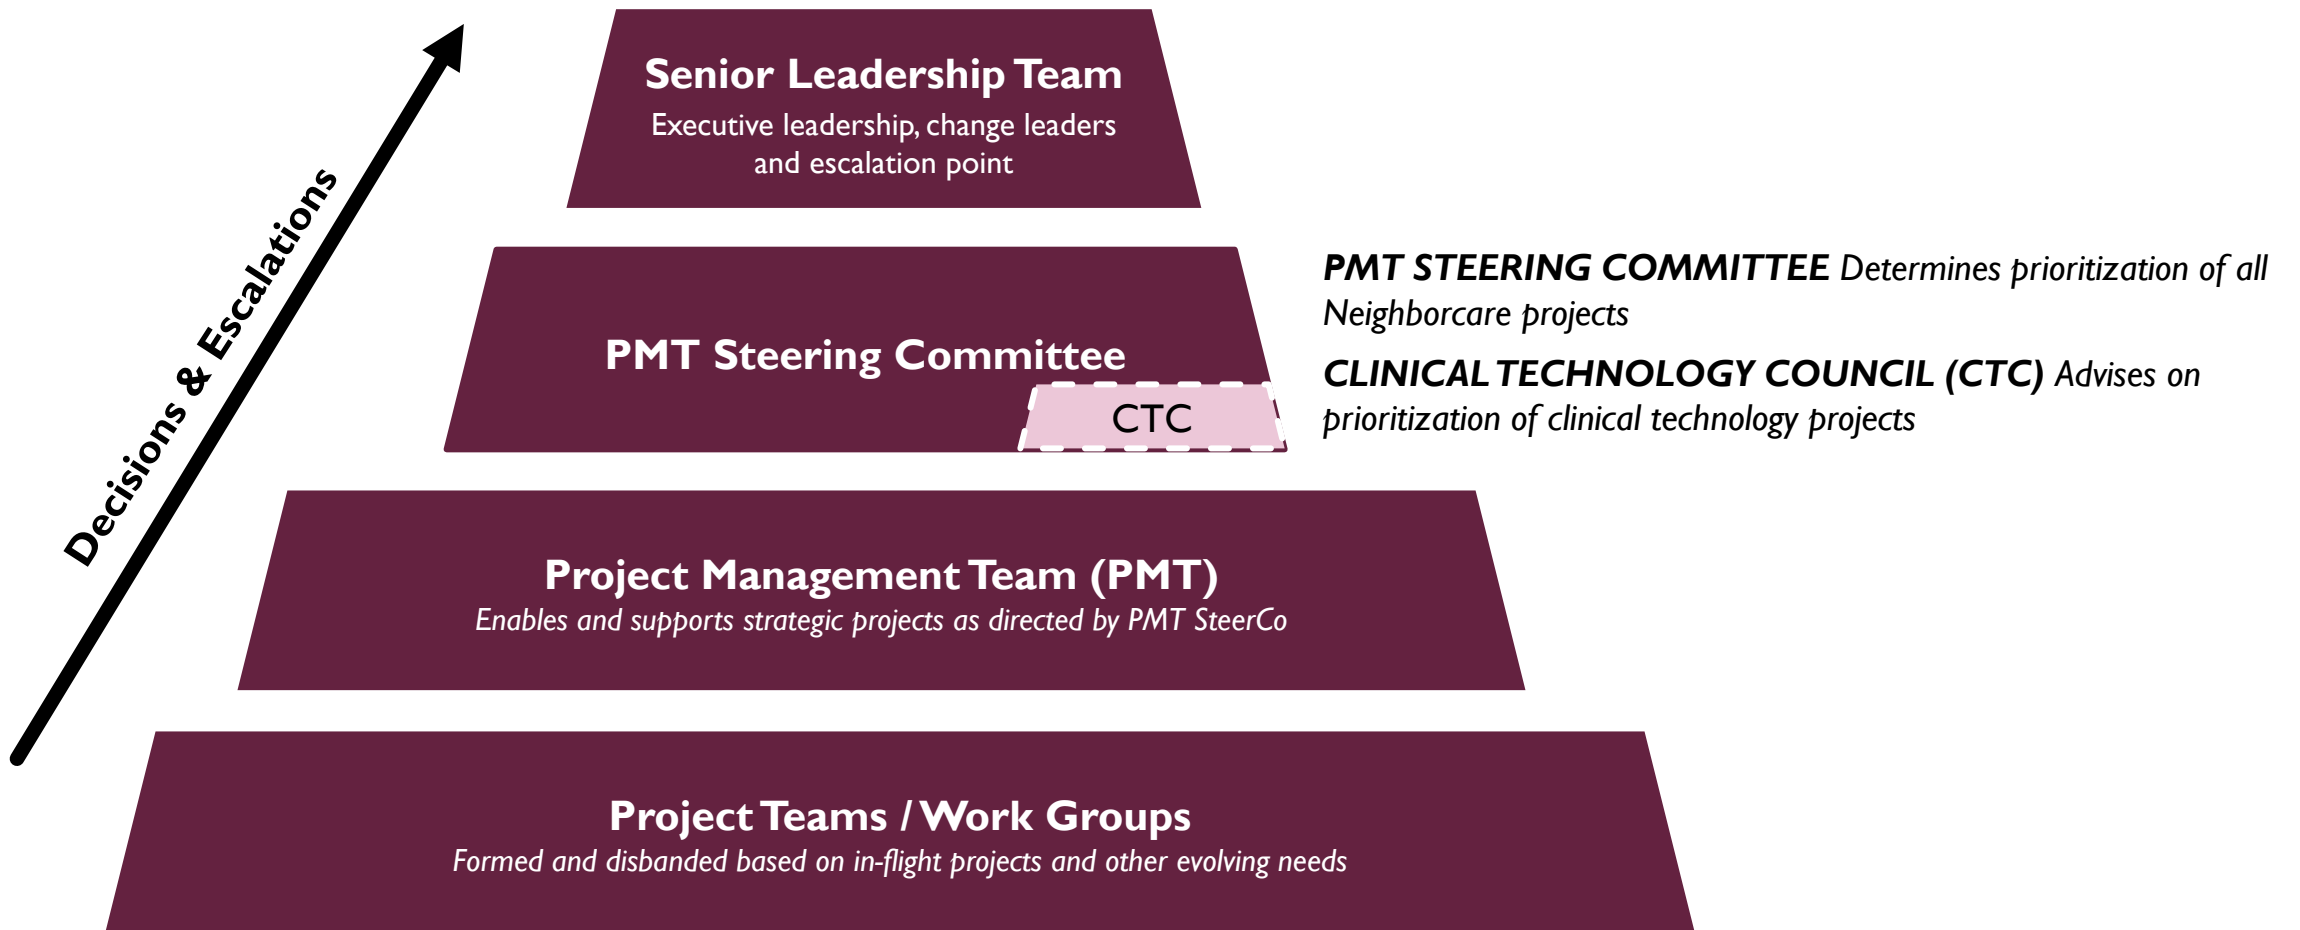 Senior Leadership Team
Executive leadership, change leaders
and escalation point
Decisions & Escalations
PMT Steering Committee
CTC
PMT STEERING COMMITTEE Determines prioritization of all
Neighborcare projects
CLINICAL TECHNOLOGY COUNCIL (CTC) Advises on
prioritization of clinical technology projects
Project Management Team (PMT)
Enables and supports strategic projects as directed by PMT SteerCo
Project Teams / Work Groups
Formed and disbanded based on in-flight projects and other evolving needs